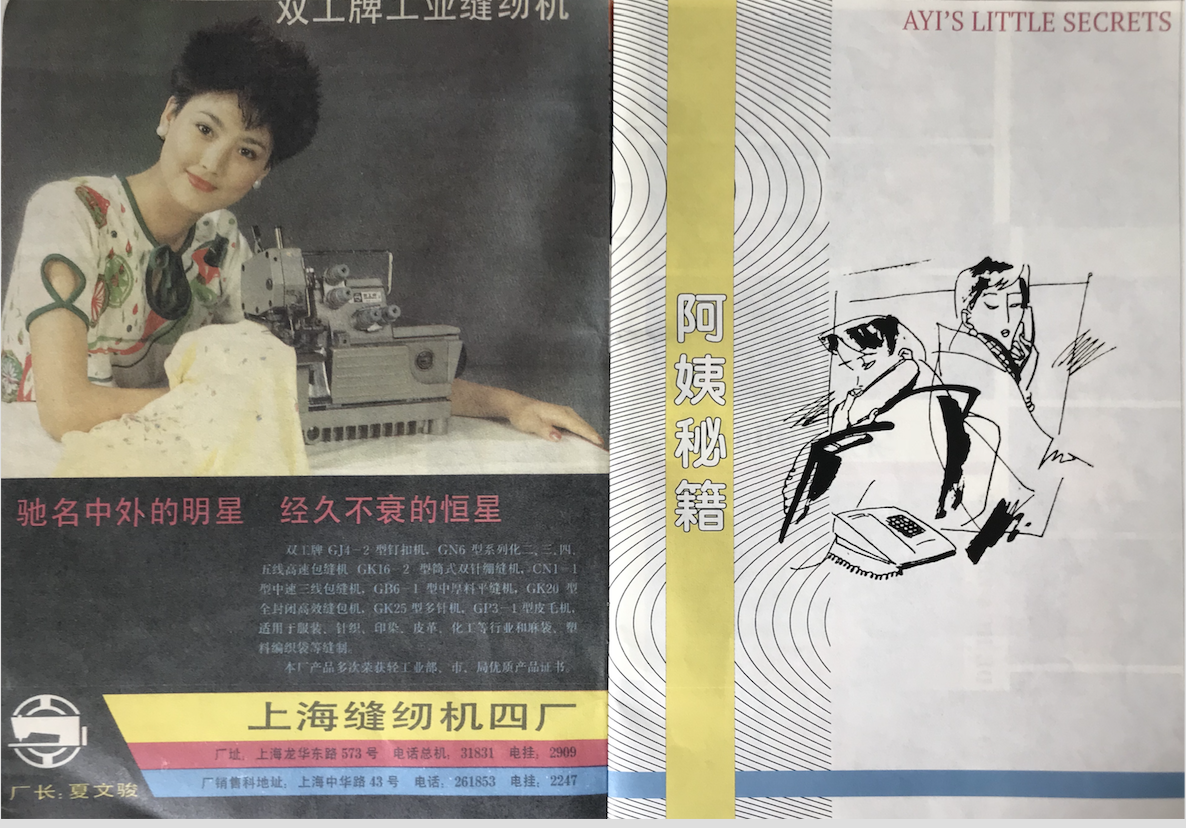 双工牌工业缝纫机
驰名中外的明星 经久不衰的恒星
双工牌 GJ4-2 型钉扣机，GN6 型系列化二、三、四、
五线高速包缝机 GK16-2 型筒式双针绷缝机，CN1-1
型中速三线包缝机，GB6-1 型中厚料平缝机，GK20 型
全封闭高效缝包机，GK25 型多针机，GP3-1 型皮毛机，
适用于服装、针织、印染、皮革、化工等行业和麻袋、塑
料编织袋等缝制。
本厂产品多次荣获轻工业部、市、局优质产品证书。
上海缝纫机四厂
厂址：上海龙华东路 573 号 电话总机：31831 电挂：2909
厂销售科地址：上海中华路 43 号 电话：261853 电挂：2247
厂长：夏文骏
AYI'S LITTLE SECRETS
阿姨秘籍